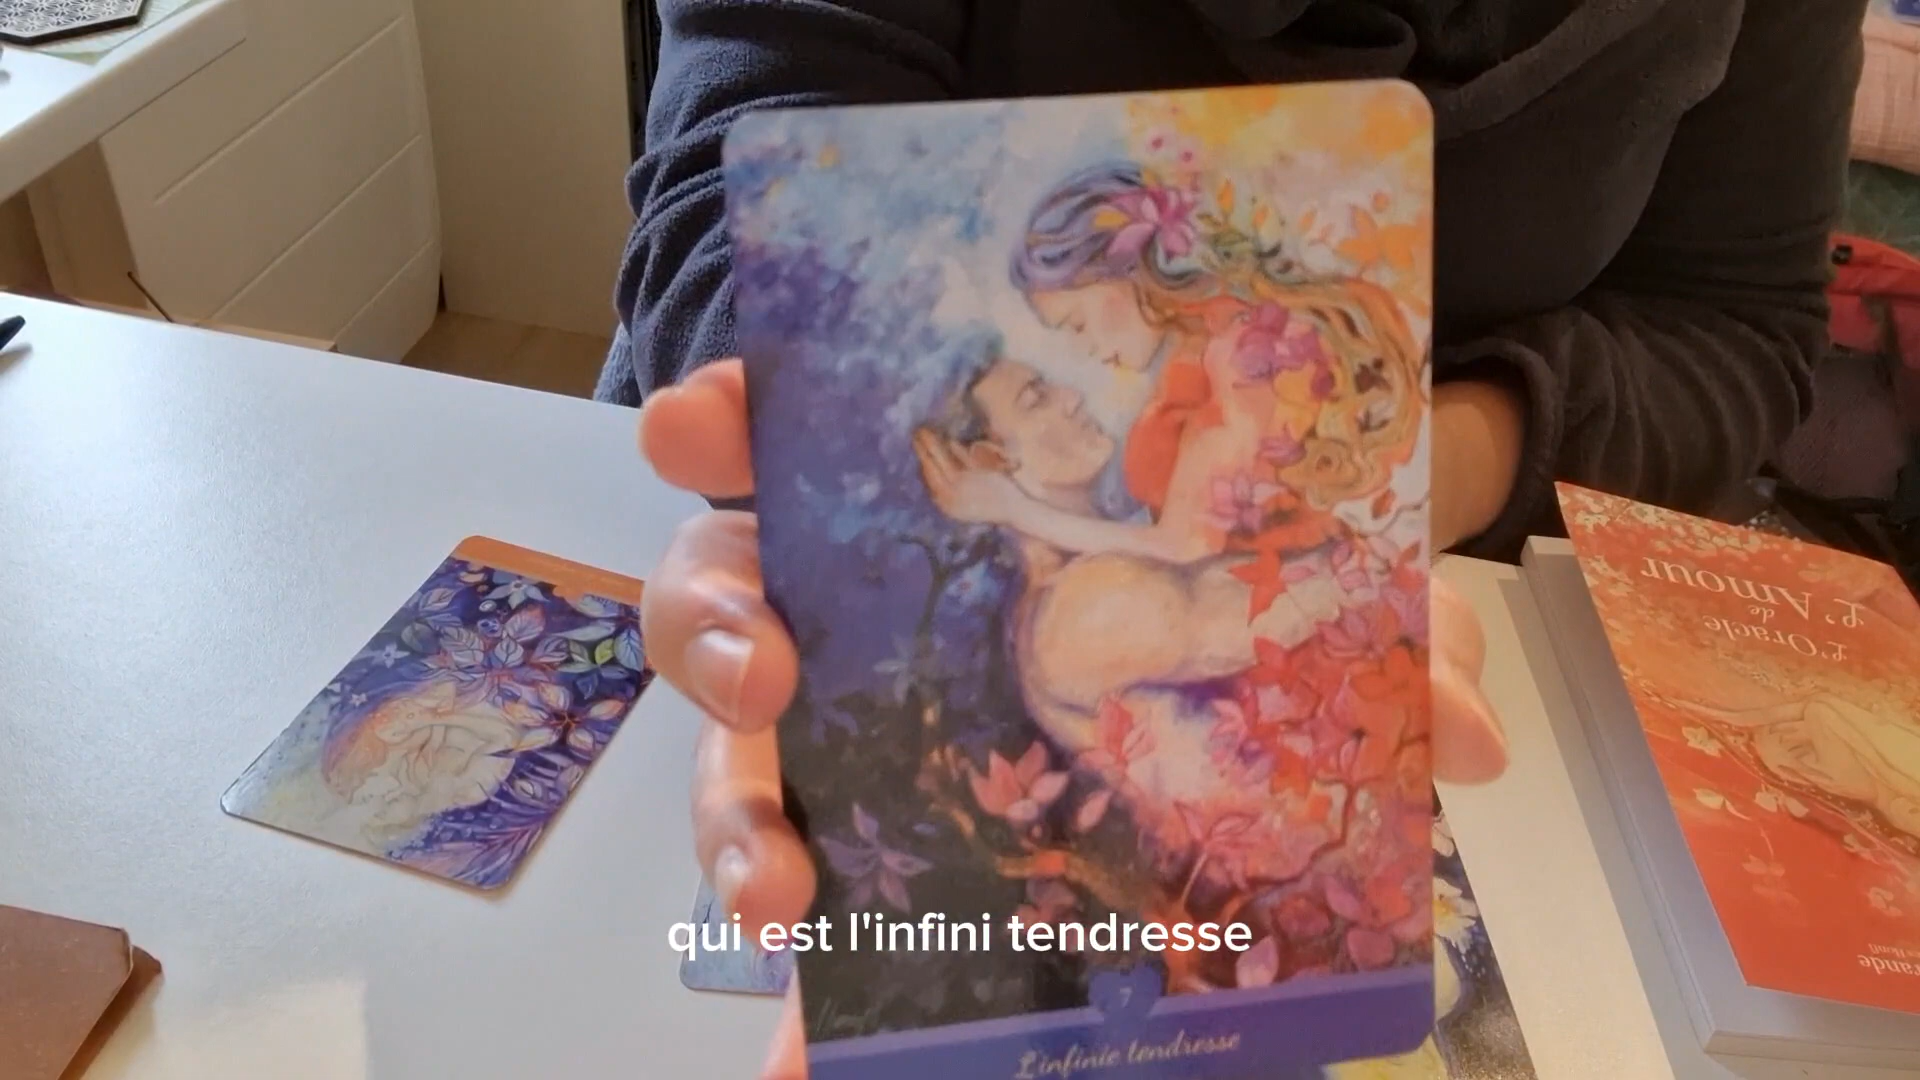 L'Oracle
de
L'Amour
qui est l'infini tendresse
7
L'infinie tendresse